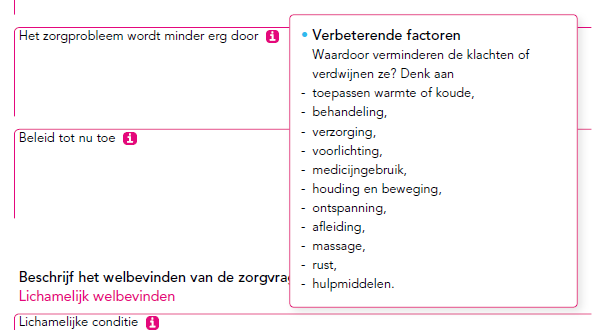 Het zorgprobleem wordt minder erg door
• Verbeterende factoren
Waardoor verminderen de klachten of
verdwijnen ze? Denk aan
- toepassen warmte of koude,
- behandeling,
- verzorging,
- voorlichting,
- medicijngebruik,
- houding en beweging,
- ontspanning,
- afleiding,
- massage,
- rust,
- hulpmiddelen.
Beleid tot nu toe
Beschrijf het welbevinden van de
Lichamelijk welbevinden
Lichamelijke conditie